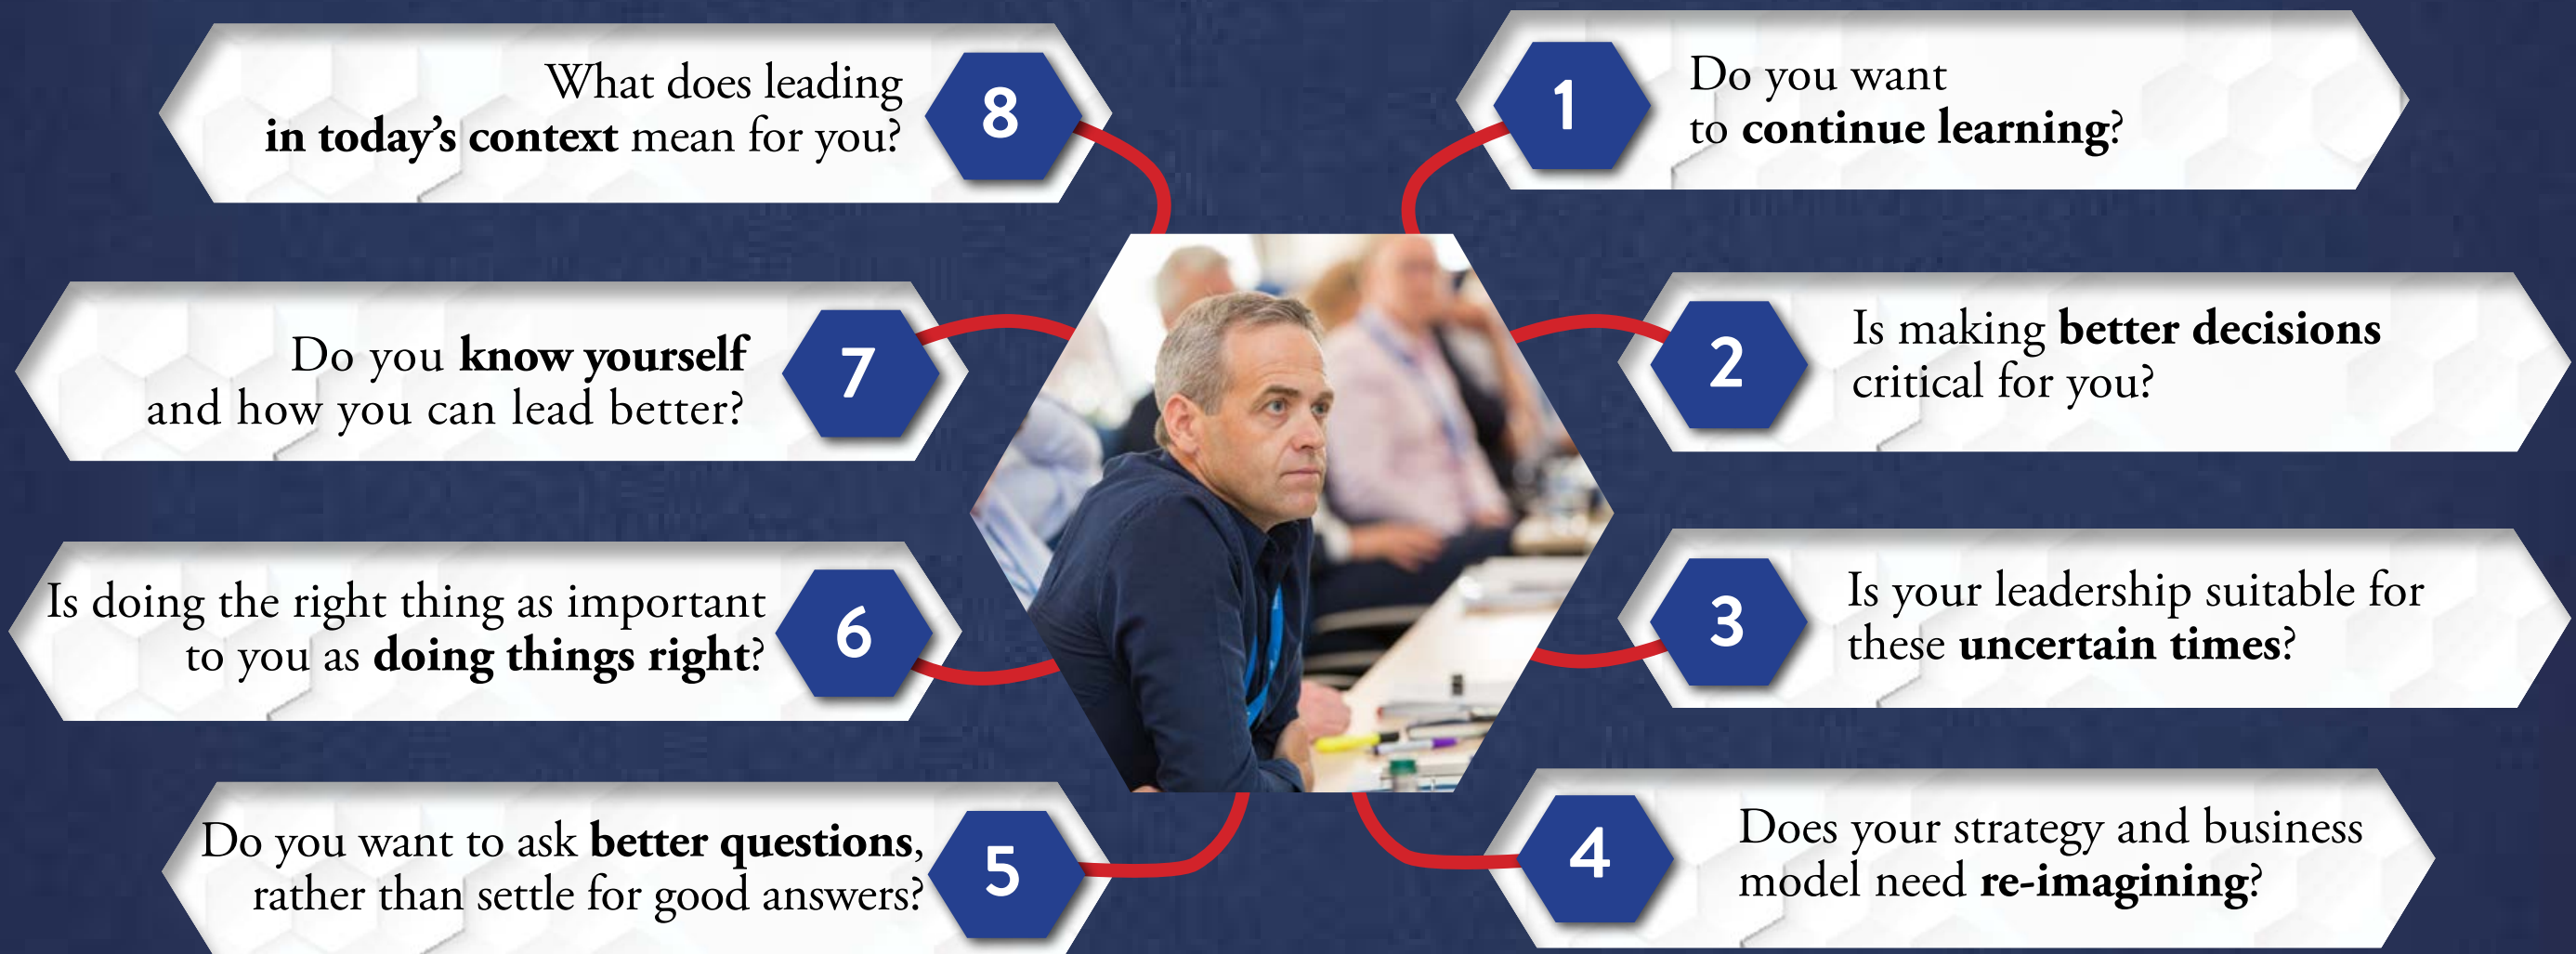 1
Do you want
to continue learning?
2
Is making better decisions
critical for you?
3
Is your leadership suitable for
these uncertain times?
4
Does your strategy and business
model need re-imagining?
5
Do you want to ask better questions,
rather than settle for good answers?
6
Is doing the right thing as important
to you as doing things right?
7
Do you know yourself
and how you can lead better?
8
What does leading
in today’s context mean for you?